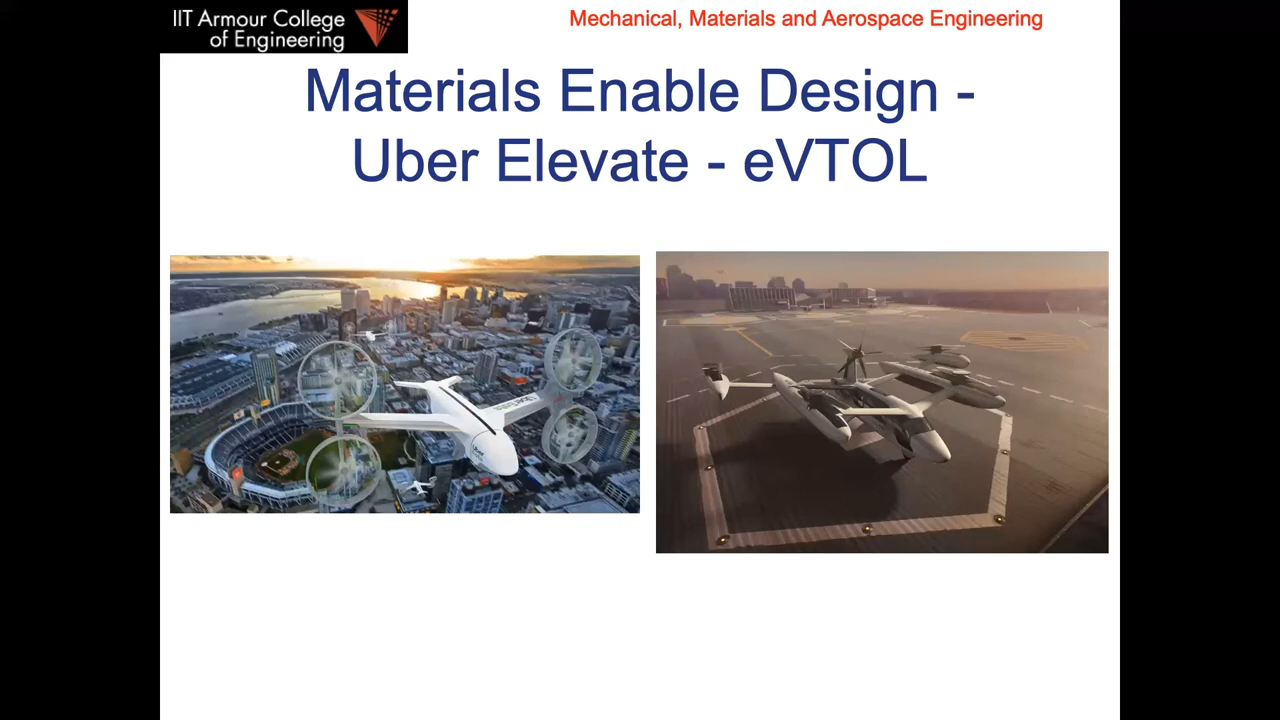 IIT Armour College
of Engineering
Mechanical, Materials and Aerospace Engineering
Materials Enable Design -
Uber Elevate - eVTOL